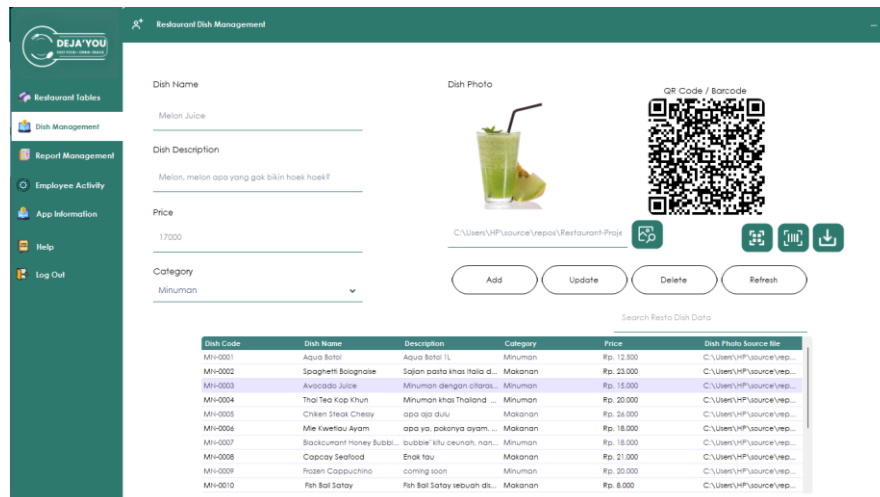 Restaurant Dish Management
DEJA'YOU
Restaurant Tables
Dish Management
Report Management
Employee Activity
App Information
Help
Log Out
Dish Name
Melon Juice
Dish Description
Melon, melon apa yang gak bikin hoek hoek?
Price
17000
Category
Minuman
Dish Photo
QR Code / Barcode
C:\Users\HP\source\repos\Restaurant-Proje
Add Update Delete Refresh
Search Resto Dish Data
Dish Code Dish Name Description Category Price Dish Photo Source file
MN-0001 Aqua Botol Aqua Botol 1L Minuman Rp. 12.500 C:\Users\HP\source\rep...
MN-0002 Spaghetti Bolognaise Sajian pasta khas Italia d... Makanan Rp. 23.000 C:\Users\HP\source\rep...
MN-0003 Avocado Juice Minuman dengan citaras... Minuman Rp. 15.000 C:\Users\HP\source\rep...
MN-0004 Thai Tea Kop Khun Minuman khas Thailand ... Minuman Rp. 20.000 C:\Users\HP\source\rep...
MN-0005 Chiken Steak Chessy apa aja dulu Makanan Rp. 26.000 C:\Users\HP\source\rep...
MN-0006 Mie Kwetiau Ayam apa ya, pokonya ayam. ... Makanan Rp. 18.000 C:\Users\HP\source\rep...
MN-0007 Blackcurrant Honey Bubbl... bubble" kitu ceunah, nan... Minuman Rp. 18.000 C:\Users\HP\source\rep...
MN-0008 Capcay Seafood Enak tau Makanan Rp. 21.000 C:\Users\HP\source\rep...
MN-0009 Frozen Cappuchino coming soon Minuman Rp. 20.000 C:\Users\HP\source\rep...
MN-0010 Fish Ball Satay Fish Ball Satay sebuah dis... Makanan Rp. 8.000 C:\Users\HP\source\rep...